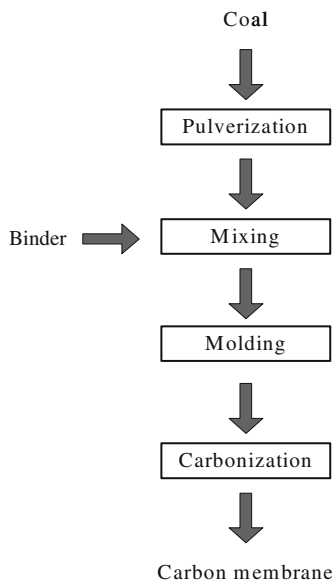 Coal
Pulverization
Binder
Mixing
Molding
Carbonization
Carbon membrane